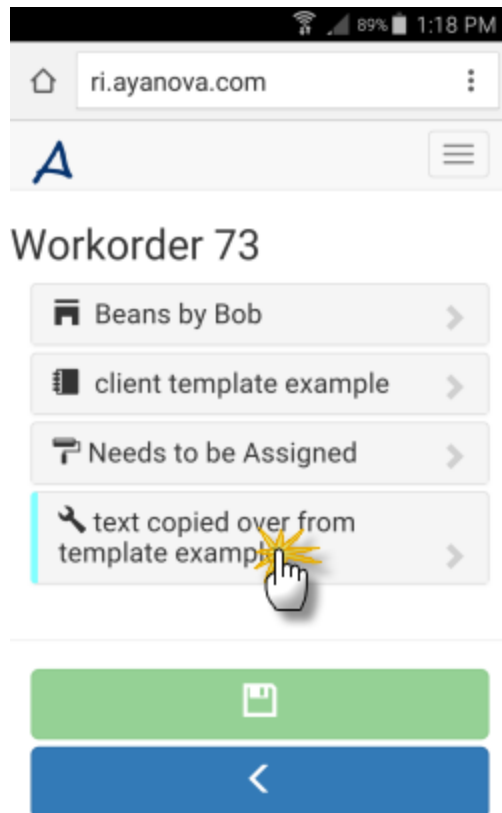 89% 1:18 PM
ri.ayanova.com
Workorder 73
Beans by Bob
client template example
Needs to be Assigned
text copied over from
template example